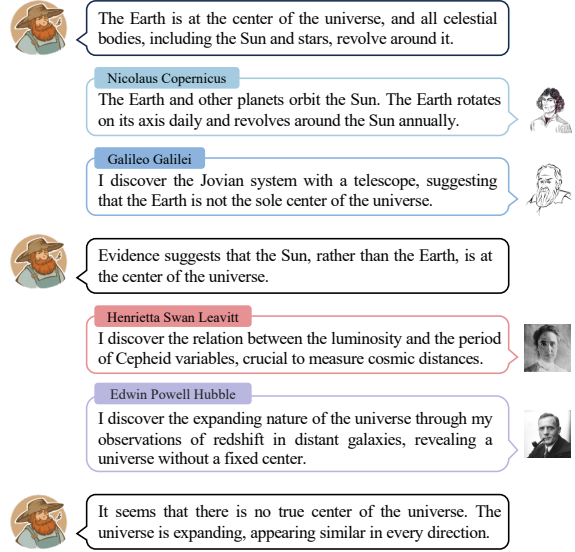 The Earth is at the center of the universe, and all celestial
bodies, including the Sun and stars, revolve around it.
Nicolaus Copernicus
The Earth and other planets orbit the Sun. The Earth rotates
on its axis daily and revolves around the Sun annually.
Galileo Galilei
I discover the Jovian system with a telescope, suggesting
that the Earth is not the sole center of the universe.
Evidence suggests that the Sun, rather than the Earth, is at
the center of the universe.
Henrietta Swan Leavitt
I discover the relation between the luminosity and the period
of Cepheid variables, crucial to measure cosmic distances.
Edwin Powell Hubble
I discover the expanding nature of the universe through my
observations of redshift in distant galaxies, revealing a
universe without a fixed center.
It seems that there is no true center of the universe. The
universe is expanding, appearing similar in every direction.